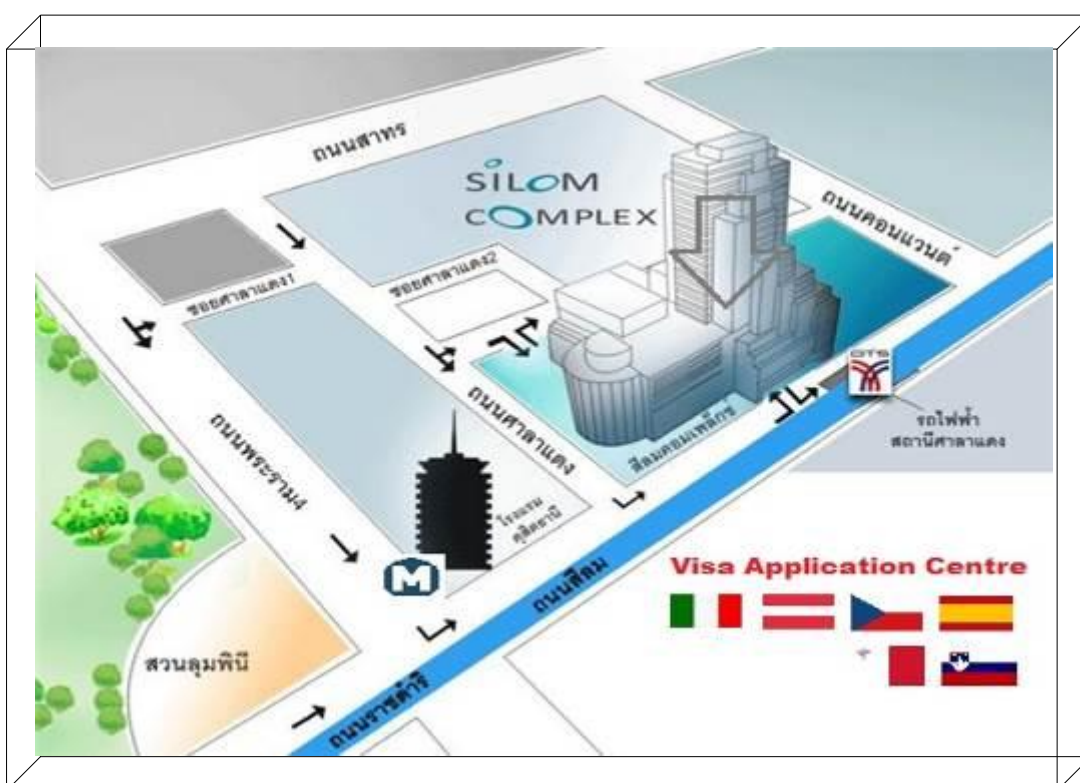 ถนนสาทร
SILOM
COMPLEX
ถนนคอนแวนต์
ซอยศาลาแดง1
ซอยศาลาแดง2
BTS
รถไฟฟ้า
สถานีศาลาแดง
ถนนศาลาแดง
สีลมคอมเพล็กซ์
ถนนพระราม4
โรงแรม
ดุสิตธานี
M
ถนนสีลม
Visa Application Centre
สวนลุมพินี
ถนนราชดำริ